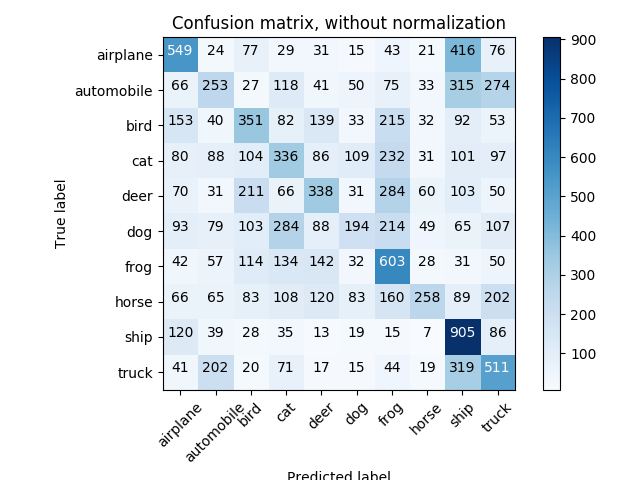 Confusion matrix, without normalization
airplane 549 24 77 29 31 15 43 21 416 76
automobile 66 253 27 118 41 50 75 33 315 274
bird 153 40 351 82 139 33 215 32 92 53
cat 80 88 104 336 86 109 232 31 101 97
deer 70 31 211 66 338 31 284 60 103 50
dog 93 79 103 284 88 194 214 49 65 107
frog 42 57 114 134 142 32 603 28 31 50
horse 66 65 83 108 120 83 160 258 89 202
ship 120 39 28 35 13 19 15 7 905 86
truck 41 202 20 71 17 15 44 19 319 511
airplane automobile bird cat deer dog frog horse ship truck
True label
Predicted label
900
800
700
600
500
400
300
200
100